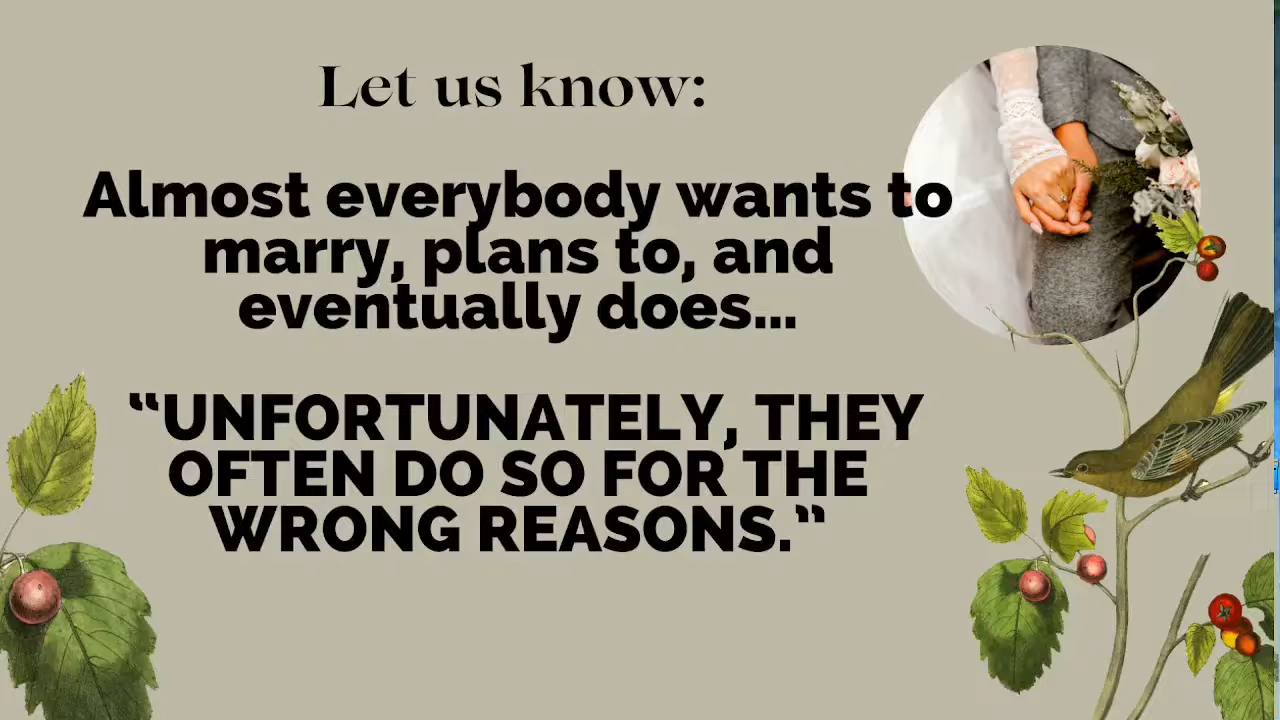 Let us know:
Almost everybody wants to
marry, plans to, and
eventually does...
“UNFORTUNATELY, THEY
OFTEN DO SO FOR THE
WRONG REASONS.”